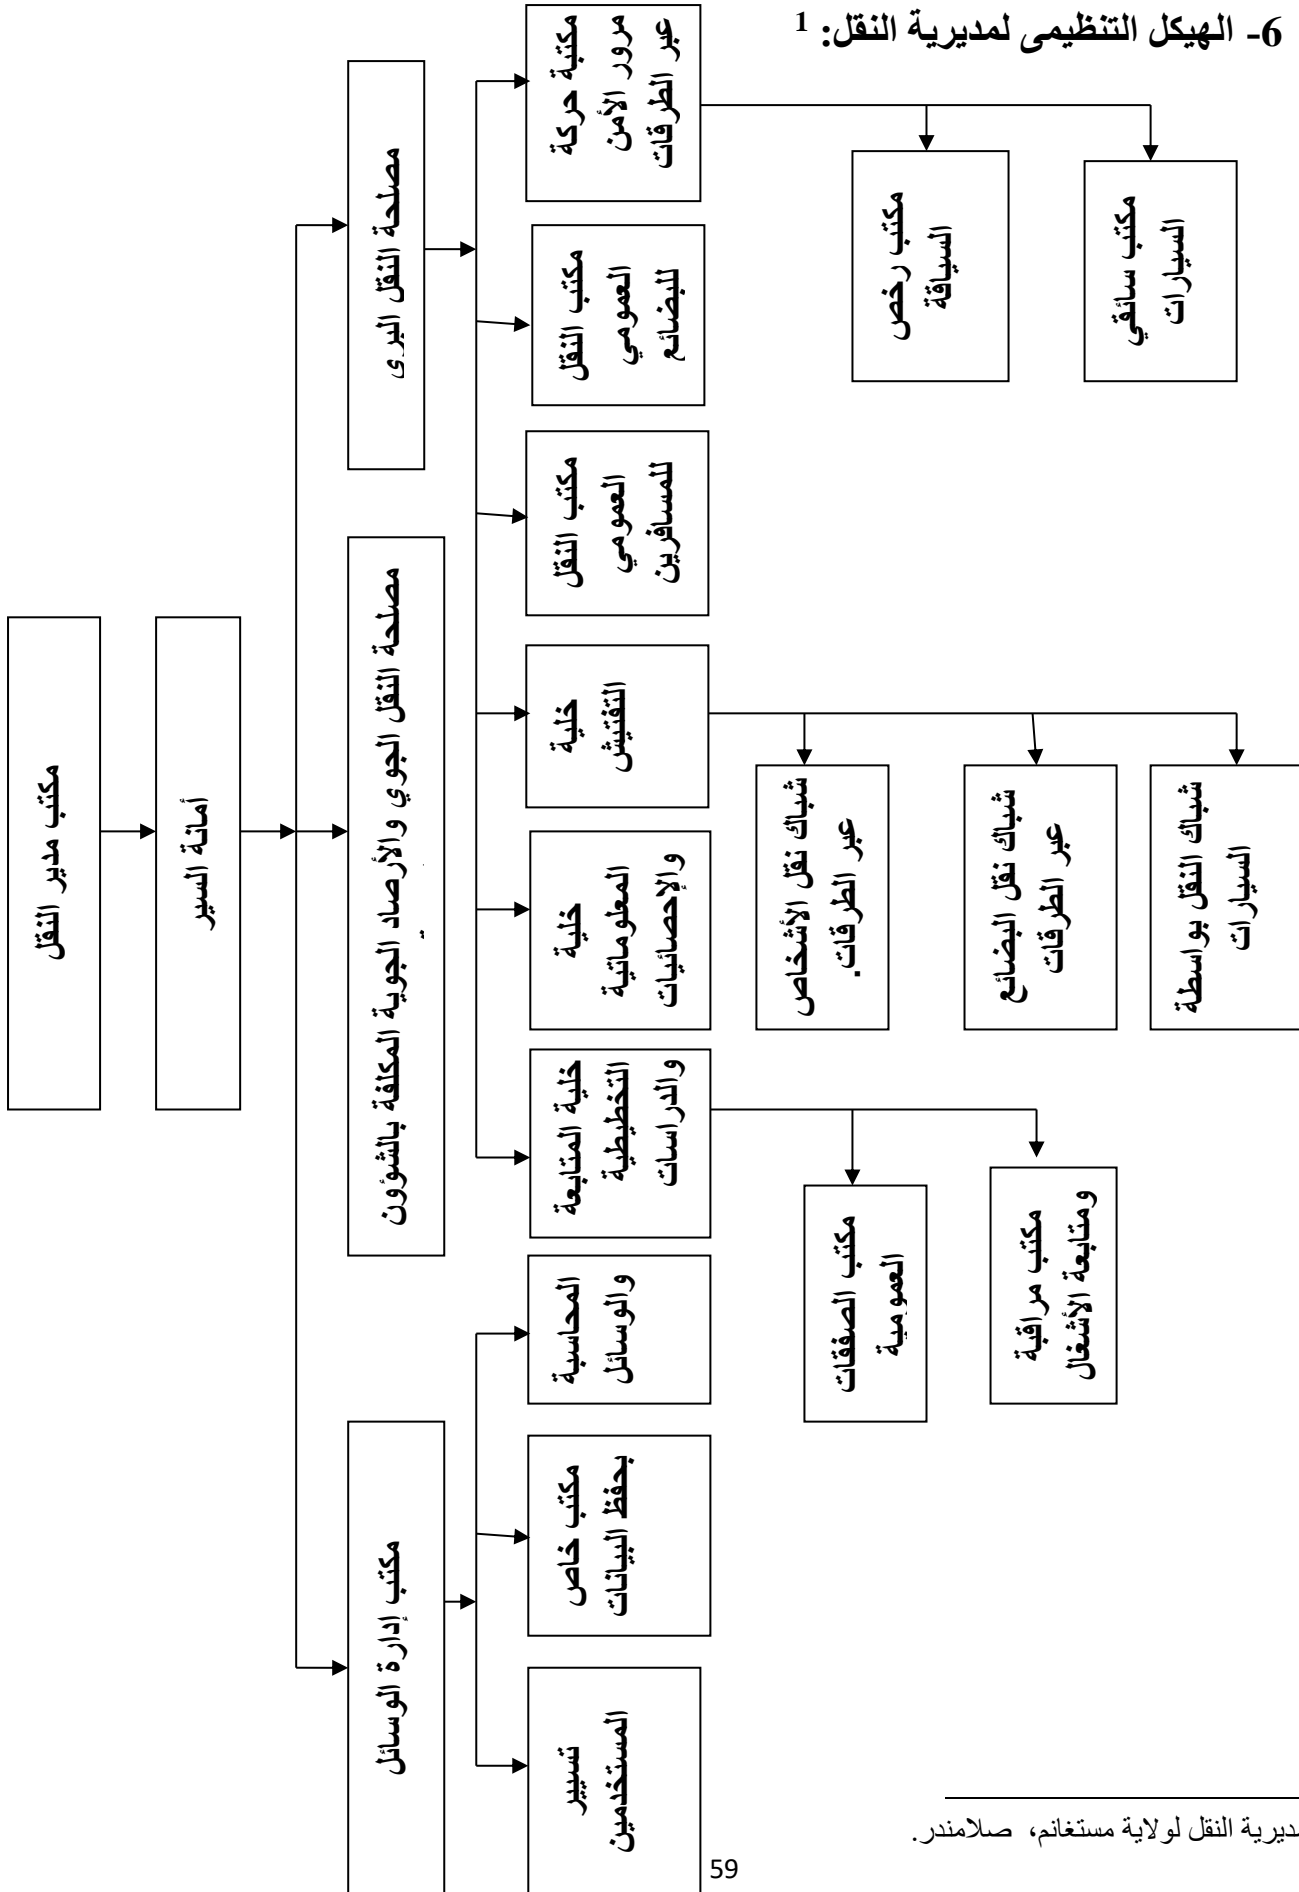 6- الهيكل التنظيمى لمديرية النقل: 1
مكتب مدير النقل
أمانة السير
مصلحة النقل البرى
مصلحة النقل الجوي والأرصاد الجوية المكلفة بالشؤون
مكتب إدارة الوسائل
مكتبة حركة
مرور الأمن
عبر الطرقات
مكتب النقل
العمومي
للبضائع
مكتب النقل
العمومي
للمسافرين
خلية
التفتيش
خلية
المعلوماتية
والإحصائيات
خلية المتابعة
التخطيطية
والدراسات
المحاسبة
والوسائل
مكتب خاص
بحفظ البيانات
تسيير
المستخدمين
مكتب رخص
السياقة
مكتب سائقي
السيارات
شباك نقل الأشخاص
عبر الطرقات.
شباك نقل البضائع
عبر الطرقات
شباك النقل بواسطة
السيارات
مكتب الصفقات
العمومية
مكتب مراقبة
ومتابعة الأشغال
مديرية النقل لولاية مستغانم، صلامندر.
59